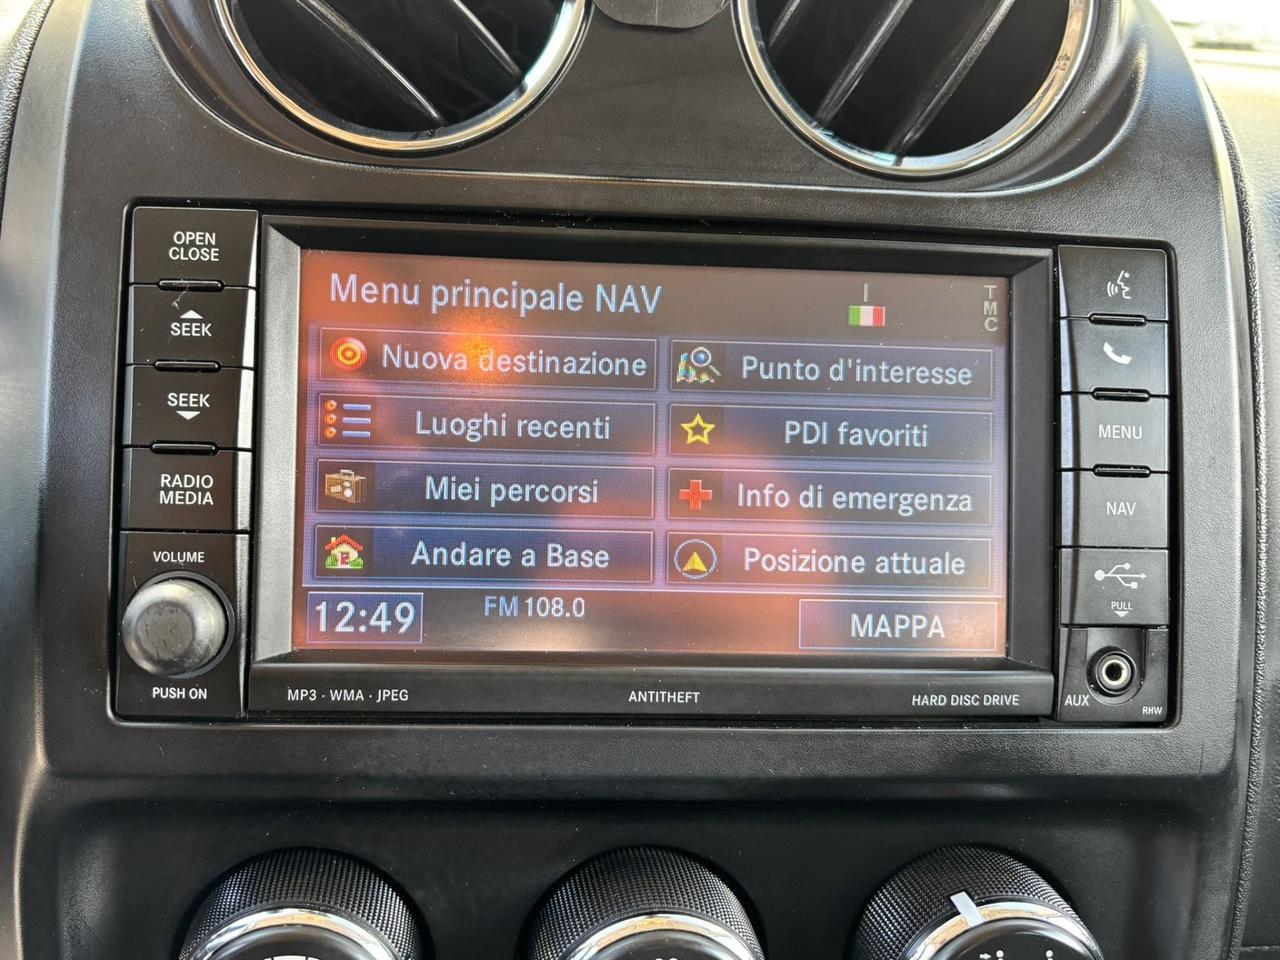 OPEN
CLOSE
SEEK
SEEK
RADIO
MEDIA
VOLUME
PUSH ON
Menu principale NAV
I
TMC
Nuova destinazione
Punto d'interesse
Luoghi recenti
PDI favoriti
Miei percorsi
Info di emergenza
Andare a Base
Posizione attuale
12:49
FM 108.0
MAPPA
MP3 · WMA · JPEG
ANTITHEFT
HARD DISC DRIVE
MENU
NAV
PULL
AUX
RHW